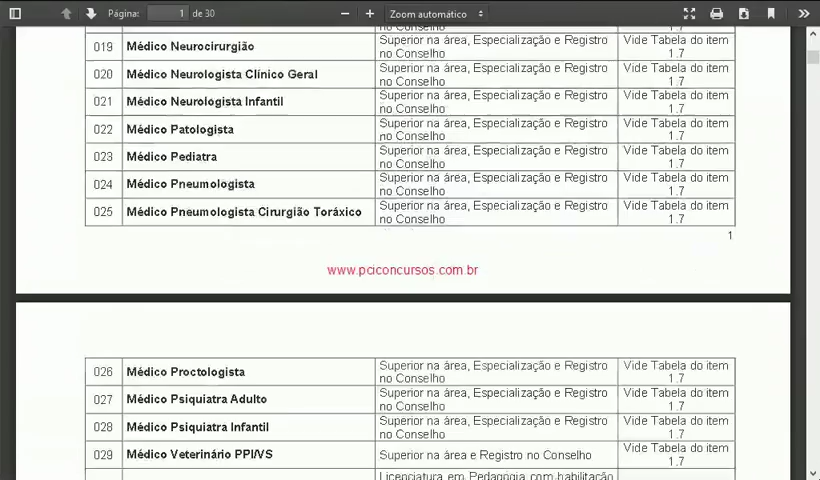 Página: 1 de 30 Zoom automático
no Conselho 1.7
019 Médico Neurocirurgião Superior na área, Especialização e Registro no Conselho Vide Tabela do item 1.7
020 Médico Neurologista Clínico Geral Superior na área, Especialização e Registro no Conselho Vide Tabela do item 1.7
021 Médico Neurologista Infantil Superior na área, Especialização e Registro no Conselho Vide Tabela do item 1.7
022 Médico Patologista Superior na área, Especialização e Registro no Conselho Vide Tabela do item 1.7
023 Médico Pediatra Superior na área, Especialização e Registro no Conselho Vide Tabela do item 1.7
024 Médico Pneumologista Superior na área, Especialização e Registro no Conselho Vide Tabela do item 1.7
025 Médico Pneumologista Cirurgião Toráxico Superior na área, Especialização e Registro no Conselho Vide Tabela do item 1.7
1
www.pciconcursos.com.br
026 Médico Proctologista Superior na área, Especialização e Registro no Conselho Vide Tabela do item 1.7
027 Médico Psiquiatra Adulto Superior na área, Especialização e Registro no Conselho Vide Tabela do item 1.7
028 Médico Psiquiatra Infantil Superior na área, Especialização e Registro no Conselho Vide Tabela do item 1.7
029 Médico Veterinário PPI/VS Superior na área e Registro no Conselho Vide Tabela do item 1.7
Licenciatura em Pedagogia com habilitação